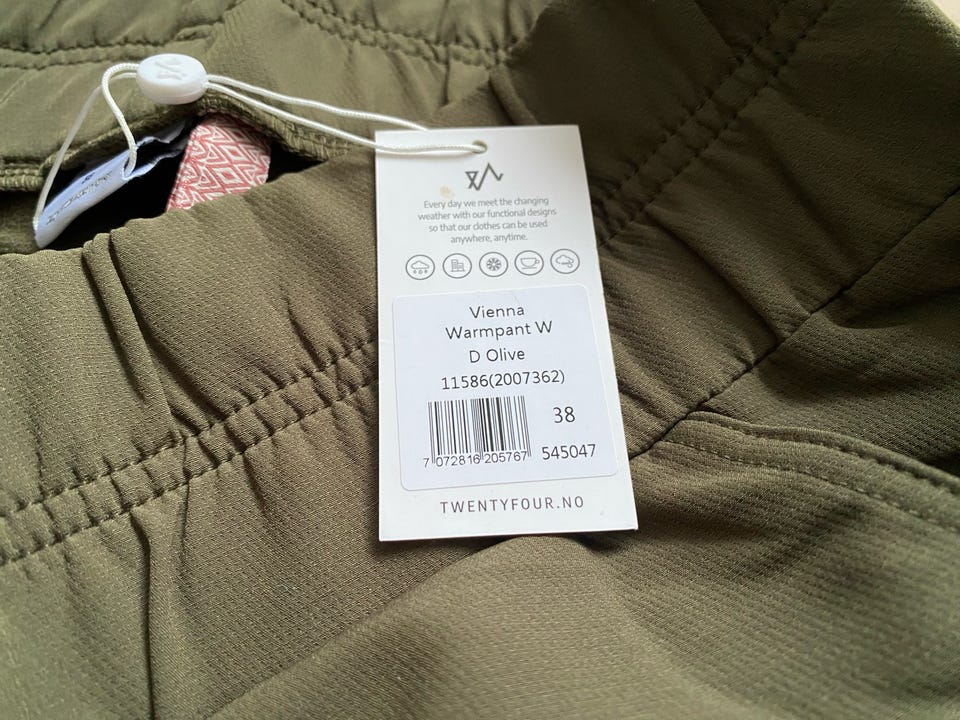 Every day we meet the changing
weather with our functional designs
so that our clothes can be used
anywhere, anytime.
Vienna
Warmpant W
D Olive
11586(2007362)
38
7 072816 205767
545047
TWENTYFOUR.NO